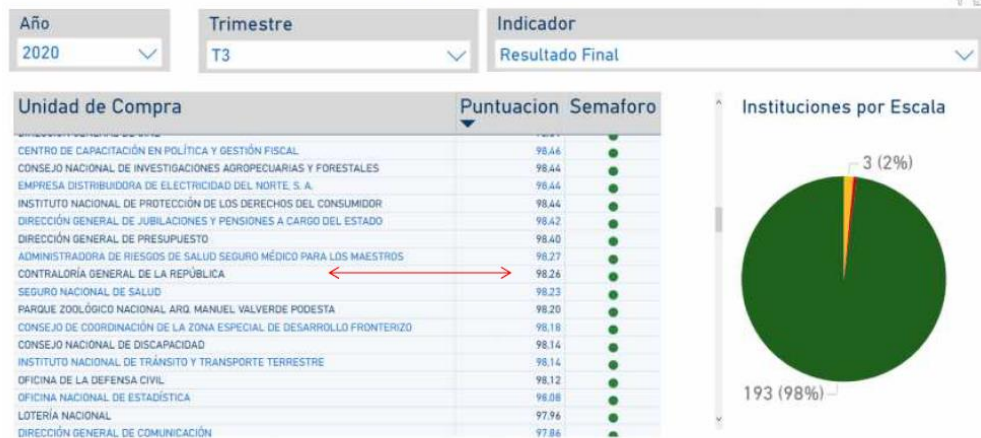 Año
Trimestre
Indicador
2020
T3
Resultado Final
Unidad de Compra Puntuacion Semaforo
CENTRO DE CAPACITACIÓN EN POLÍTICA Y GESTIÓN FISCAL 98,46
CONSEJO NACIONAL DE INVESTIGACIONES AGROPECUARIAS Y FORESTALES 98,44
EMPRESA DISTRIBUIDORA DE ELECTRICIDAD DEL NORTE, S. A. 98,44
INSTITUTO NACIONAL DE PROTECCIÓN DE LOS DERECHOS DEL CONSUMIDOR 98,44
DIRECCIÓN GENERAL DE JUBILACIONES Y PENSIONES A CARGO DEL ESTADO 98,42
DIRECCIÓN GENERAL DE PRESUPUESTO 98,40
ADMINISTRADORA DE RIESGOS DE SALUD SEGURO MÉDICO PARA LOS MAESTROS 98,27
CONTRALORÍA GENERAL DE LA REPÚBLICA 98,26
SEGURO NACIONAL DE SALUD 98,23
PARQUE ZOOLÓGICO NACIONAL ARQ. MANUEL VALVERDE PODESTA 98,20
CONSEJO DE COORDINACIÓN DE LA ZONA ESPECIAL DE DESARROLLO FRONTERIZO 98,18
CONSEJO NACIONAL DE DISCAPACIDAD 98,14
INSTITUTO NACIONAL DE TRÁNSITO Y TRANSPORTE TERRESTRE 98,14
OFICINA DE LA DEFENSA CIVIL 98,12
OFICINA NACIONAL DE ESTADÍSTICA 98,08
LOTERÍA NACIONAL 97,96
DIRECCIÓN GENERAL DE COMUNICACIÓN 97,86
Instituciones por Escala
3 (2%)
193 (98%)